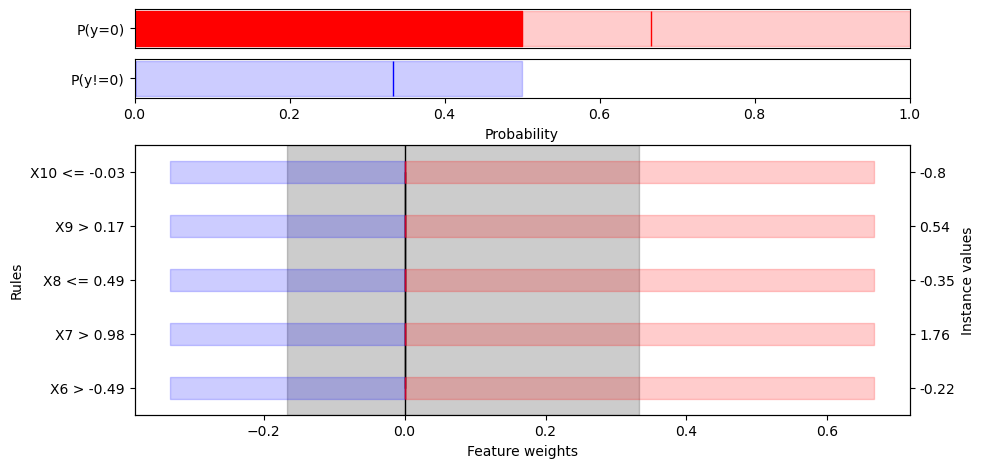 P(y=0)
P(y!=0)
0.0 0.2 0.4 0.6 0.8 1.0
Probability
X10 <= -0.03 -0.8
X9 > 0.17 0.54
X8 <= 0.49 -0.35
X7 > 0.98 1.76
X6 > -0.49 -0.22
Rules
Instance values
−0.2 0.0 0.2 0.4 0.6
Feature weights